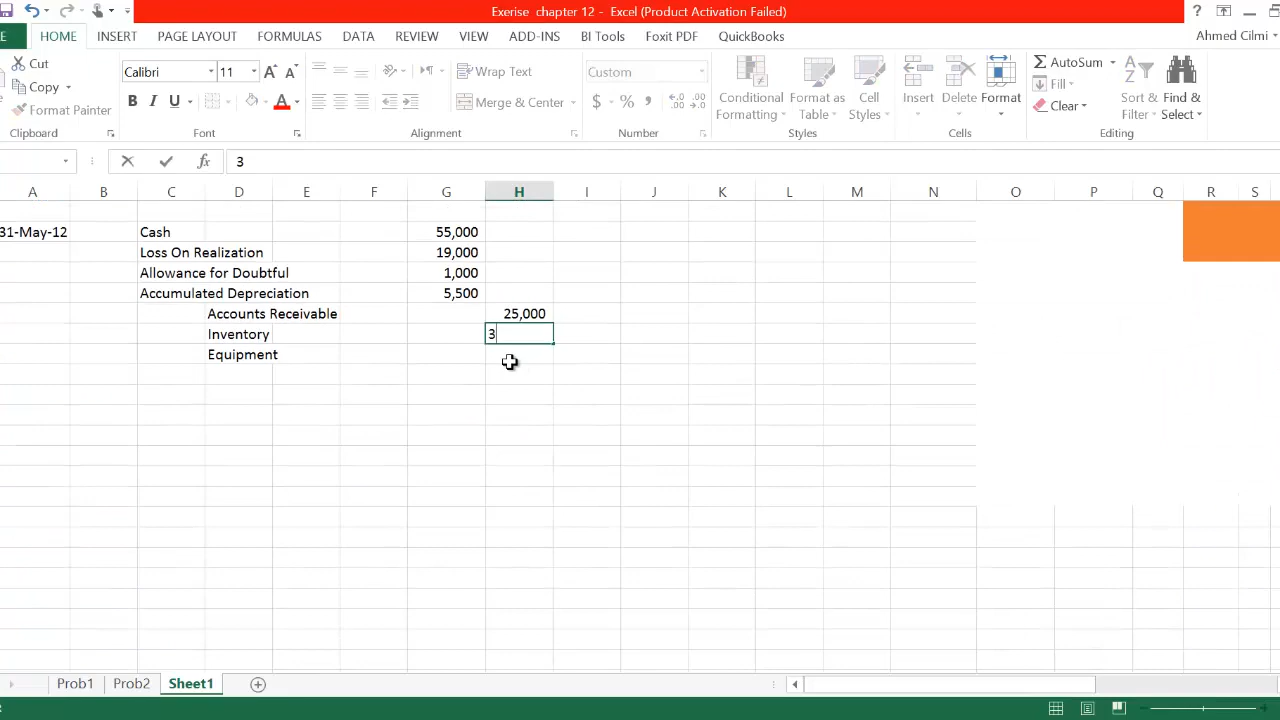 Exerise chapter 12 - Excel (Product Activation Failed)
?
E HOME INSERT PAGE LAYOUT FORMULAS DATA REVIEW VIEW ADD-INS BI Tools Foxit PDF QuickBooks Ahmed Cilmi
Cut Calibri 11 A A Wrap Text Custom AutoSum
Copy Fill
Format Painter B I U A Merge & Center $ % , Conditional Formatting Format as Table Cell Styles Insert Delete Format Clear Sort & Filter Find & Select
Clipboard Font Alignment Number Styles Cells Editing
fx 3
A B C D E F G H I J K L M N O P Q R S
31-May-12 Cash 55,000
Loss On Realization 19,000
Allowance for Doubtful 1,000
Accumulated Depreciation 5,500
Accounts Receivable 25,000
Inventory 3
Equipment
Prob1 Prob2 Sheet1